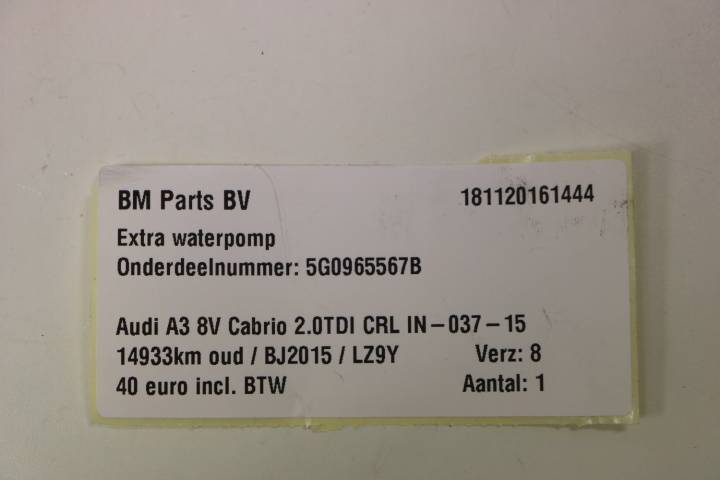 BM Parts BV 181120161444
Extra waterpomp
Onderdeelnummer: 5G0965567B
Audi A3 8V Cabrio 2.0TDI CRL IN-037-15
14933km oud / BJ2015 / LZ9Y Verz: 8
40 euro incl. BTW Aantal: 1